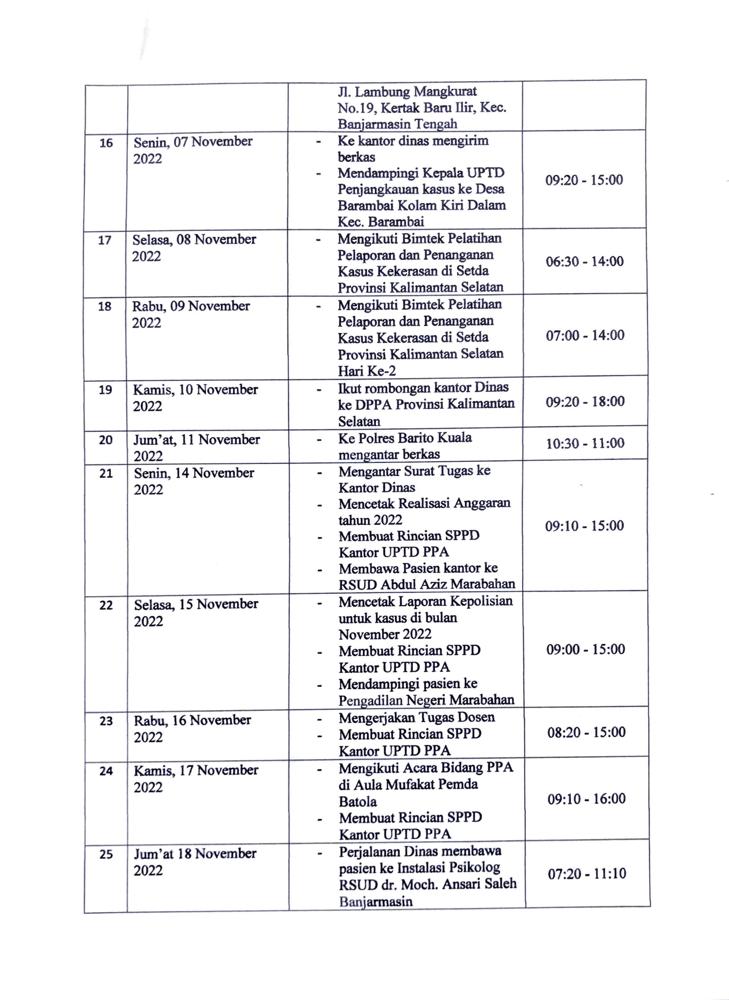 Jl. Lambung Mangkurat
No.19, Kertak Baru Ilir, Kec.
Banjarmasin Tengah
16 Senin, 07 November - Ke kantor dinas mengirim
2022 berkas
- Mendampingi Kepala UPTD
09:20 - 15:00
Penjangkauan kasus ke Desa
Barambai Kolam Kiri Dalam
Kec. Barambai
17 Selasa, 08 November - Mengikuti Bimtek Pelatihan
2022 Pelaporan dan Penanganan
06:30 - 14:00
Kasus Kekerasan di Setda
Provinsi Kalimantan Selatan
18 Rabu, 09 November - Mengikuti Bimtek Pelatihan
2022 Pelaporan dan Penanganan
Kasus Kekerasan di Setda 07:00 - 14:00
Provinsi Kalimantan Selatan
Hari Ke-2
19 Kamis, 10 November - Ikut rombongan kantor Dinas
2022 ke DPPA Provinsi Kalimantan 09:20 - 18:00
Selatan
20 Jum'at, 11 November - Ke Polres Barito Kuala 10:30 - 11:00
2022 mengantar berkas
21 Senin, 14 November - Mengantar Surat Tugas ke
2022 Kantor Dinas
- Mencetak Realisasi Anggaran
tahun 2022
09:10 - 15:00
- Membuat Rincian SPPD
Kantor UPTD PPA
- Membawa Pasien kantor ke
RSUD Abdul Aziz Marabahan
22 Selasa, 15 November - Mencetak Laporan Kepolisian
2022 untuk kasus di bulan
November 2022
- Membuat Rincian SPPD 09:00 - 15:00
Kantor UPTD PPA
- Mendampingi pasien ke
Pengadilan Negeri Marabahan
23 Rabu, 16 November - Mengerjakan Tugas Dosen
2022 - Membuat Rincian SPPD 08:20 - 15:00
Kantor UPTD PPA
24 Kamis, 17 November - Mengikuti Acara Bidang PPA
2022 di Aula Mufakat Pemda
Batola 09:10 - 16:00
- Membuat Rincian SPPD
Kantor UPTD PPA
25 Jum'at 18 November - Perjalanan Dinas membawa
2022 pasien ke Instalasi Psikolog 07:20 - 11:10
RSUD dr. Moch. Ansari Saleh
Banjarmasin